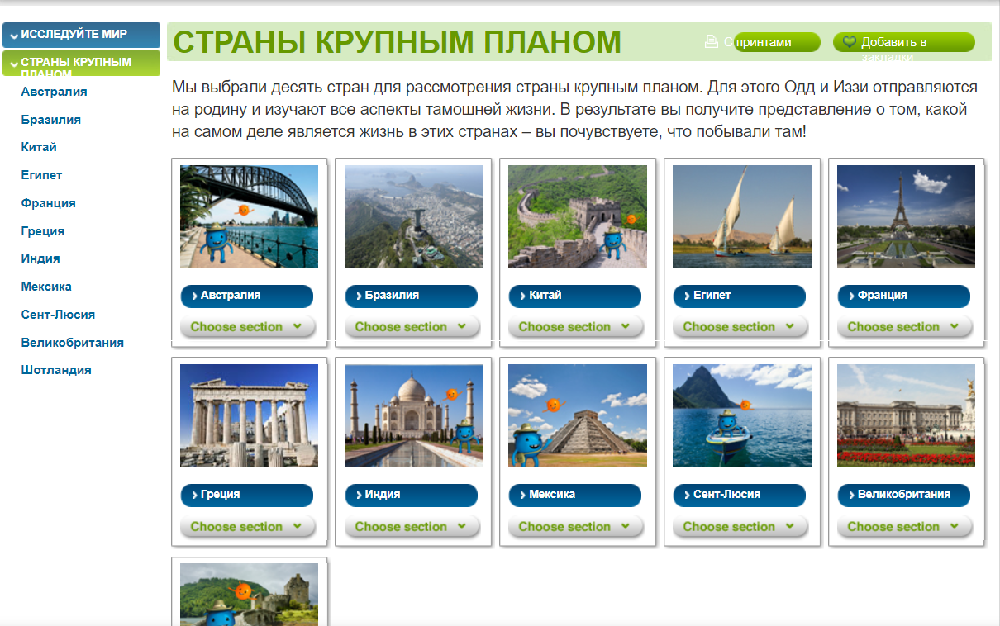 ИССЛЕДУЙТЕ МИР
СТРАНЫ КРУПНЫМ
ПЛАНОМ
Австралия
Бразилия
Китай
Египет
Франция
Греция
Индия
Мексика
Сент-Люсия
Великобритания
Шотландия
СТРАНЫ КРУПНЫМ ПЛАНОМ
С принтами
Добавить в
закладки
Мы выбрали десять стран для рассмотрения страны крупным планом. Для этого Одд и Иззи отправляются
на родину и изучают все аспекты тамошней жизни. В результате вы получите представление о том, какой
на самом деле является жизнь в этих странах – вы почувствуете, что побывали там!
Австралия
Бразилия
Китай
Египет
Франция
Choose section
Choose section
Choose section
Choose section
Choose section
Греция
Индия
Мексика
Сент-Люсия
Великобритания
Choose section
Choose section
Choose section
Choose section
Choose section